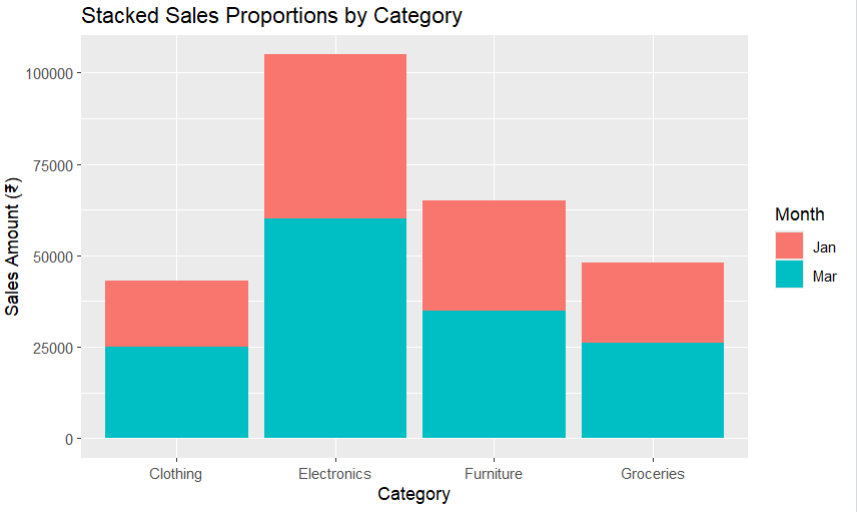 Stacked Sales Proportions by Category
100000
75000
50000
25000
0
Sales Amount (₹)
Clothing Electronics Furniture Groceries
Category
Month
Jan
Mar